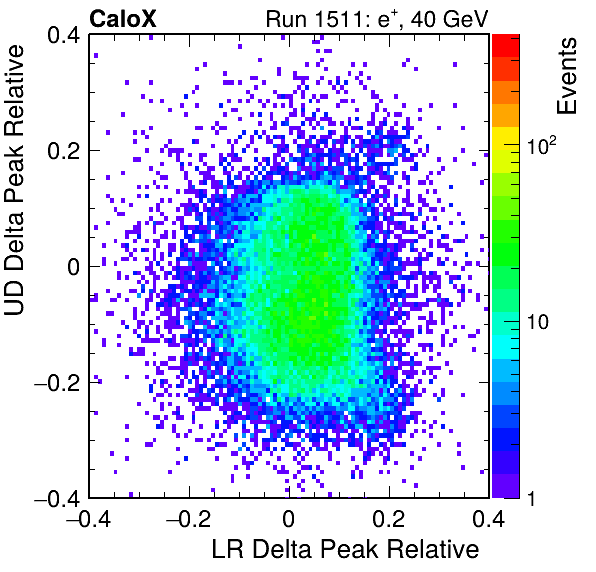 CaloX Run 1511: e⁺, 40 GeV
UD Delta Peak Relative
0.4
0.2
0
−0.2
−0.4
−0.4 −0.2 0 0.2 0.4
LR Delta Peak Relative
Events
10²
10
1